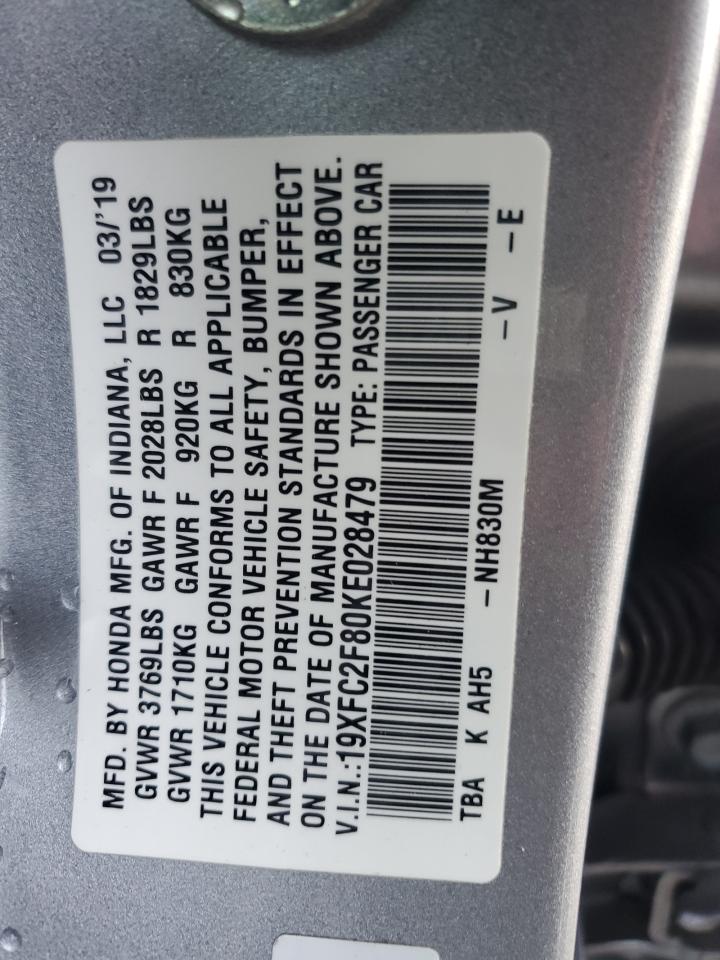 MFD. BY HONDA MFG. OF INDIANA, LLC 03/'19
GVWR 3769LBS GAWR F 2028LBS R 1829LBS
GVWR 1710KG GAWR F 920KG R 830KG
THIS VEHICLE CONFORMS TO ALL APPLICABLE
FEDERAL MOTOR VEHICLE SAFETY, BUMPER,
AND THEFT PREVENTION STANDARDS IN EFFECT
ON THE DATE OF MANUFACTURE SHOWN ABOVE.
V.I.N.:19XFC2F80KE028479 TYPE: PASSENGER CAR
TBA K AH5 -NH830M -V -E